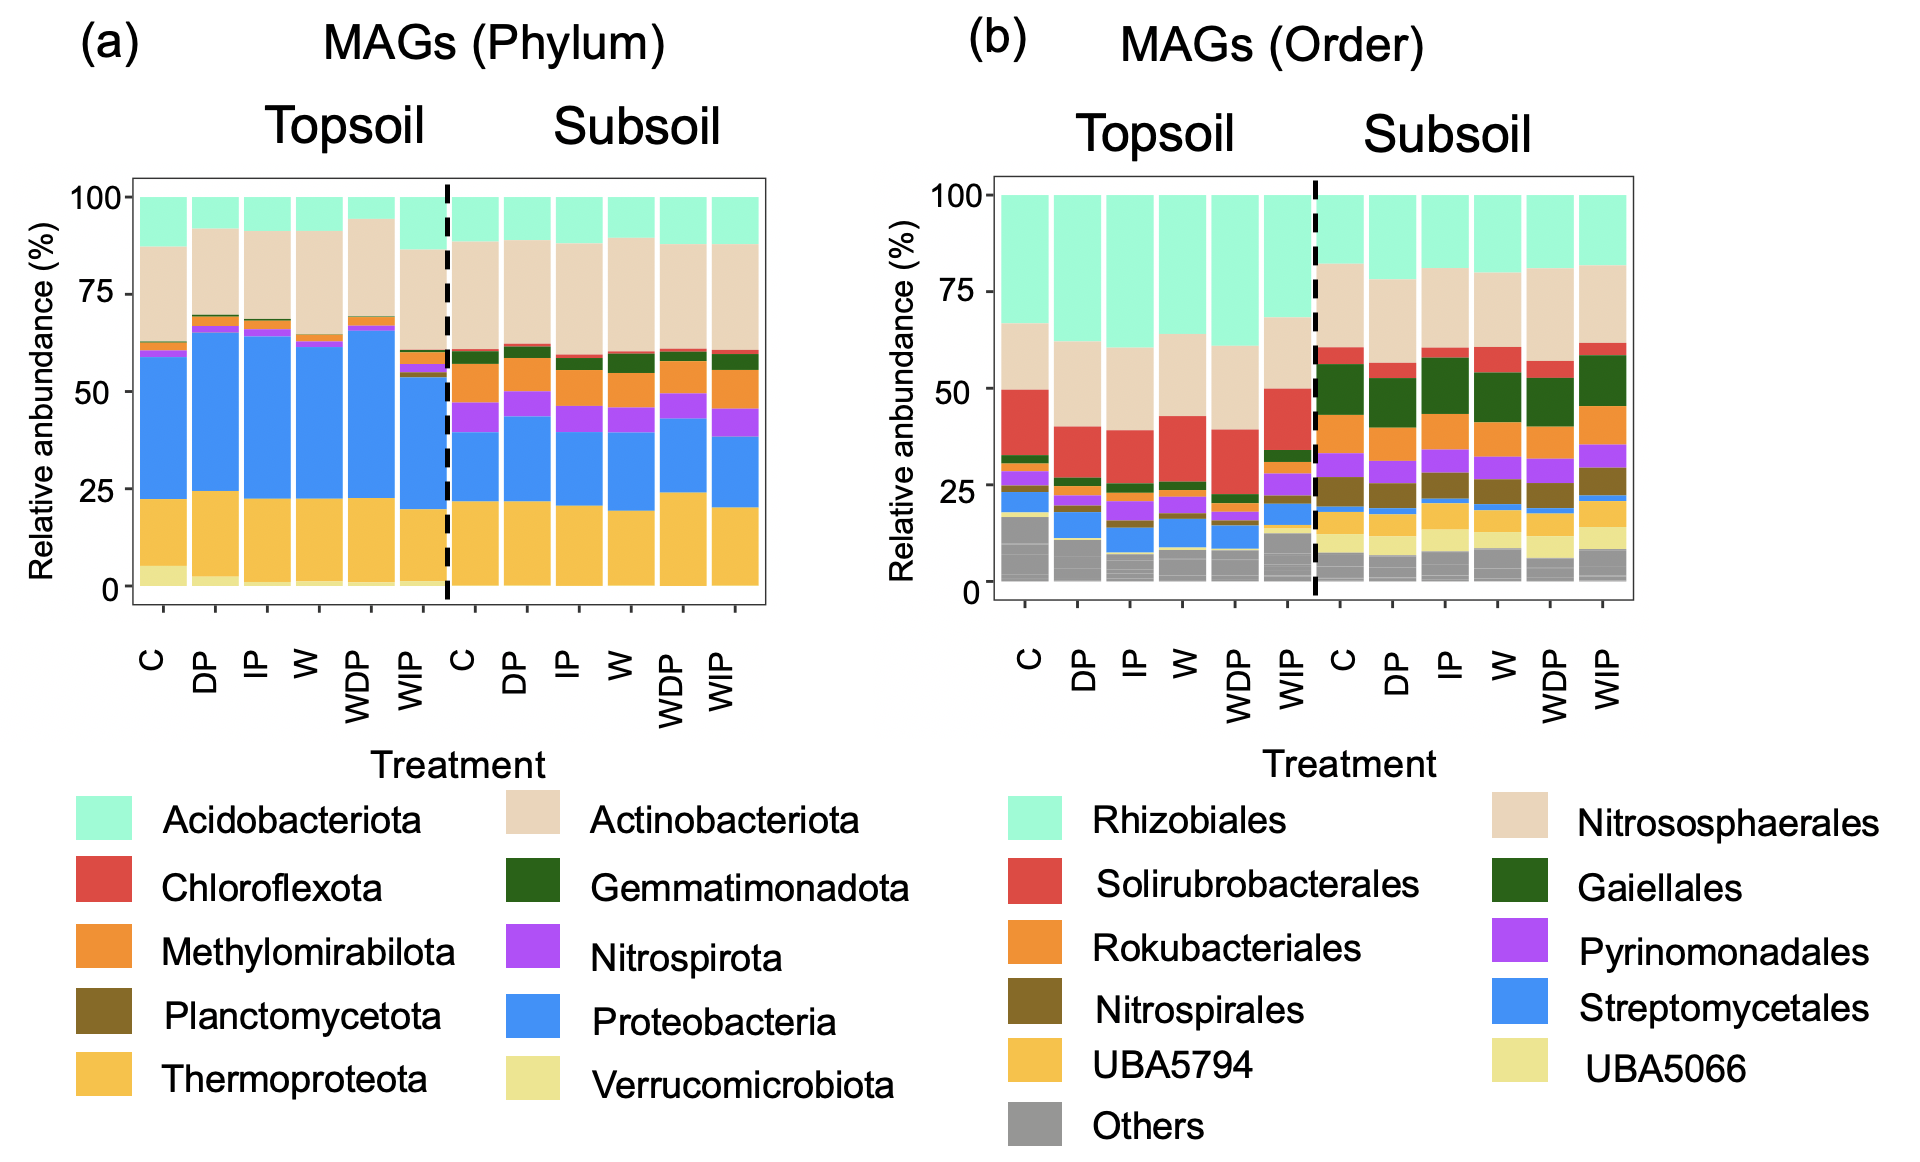 (a) MAGs (Phylum)
Topsoil Subsoil
Relative anbundance (%)
100
75
50
25
0
C DP IP W WDP WIP C DP IP W WDP WIP
Treatment
Acidobacteriota Actinobacteriota
Chloroflexota Gemmatimonadota
Methylomirabilota Nitrospirota
Planctomycetota Proteobacteria
Thermoproteota Verrucomicrobiota
(b) MAGs (Order)
Topsoil Subsoil
Relative anbundance (%)
100
75
50
25
0
C DP IP W WDP WIP C DP IP W WDP WIP
Treatment
Rhizobiales Nitrososphaerales
Solirubrobacterales Gaiellales
Rokubacteriales Pyrinomonadales
Nitrospirales Streptomycetales
UBA5794 UBA5066
Others